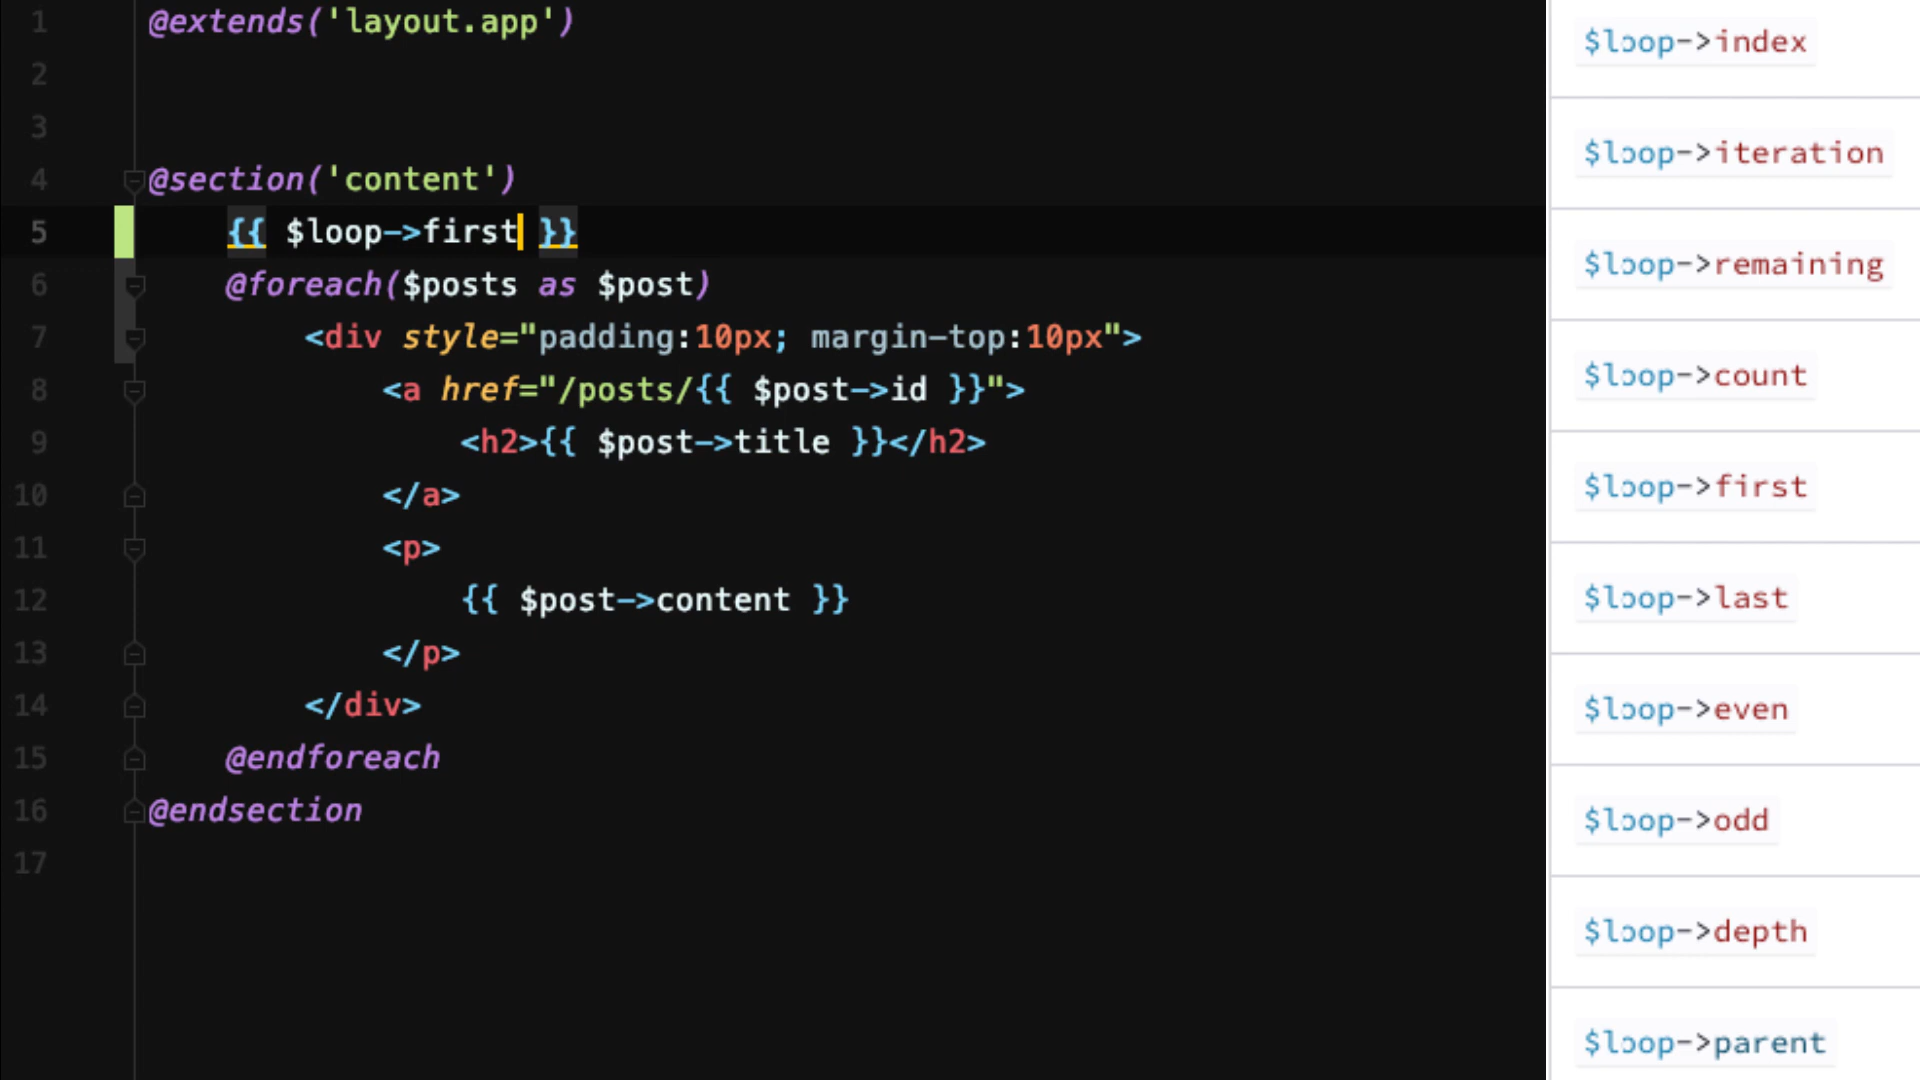 1 @extends('layout.app')
2
3
4 @section('content')
5 {{ $loop->first }}
6 @foreach($posts as $post)
7 <div style="padding:10px; margin-top:10px">
8 <a href="/posts/{{ $post->id }}">
9 <h2>{{ $post->title }}</h2>
10 </a>
11 <p>
12 {{ $post->content }}
13 </p>
14 </div>
15 @endforeach
16 @endsection
17
$loop->index
$loop->iteration
$loop->remaining
$loop->count
$loop->first
$loop->last
$loop->even
$loop->odd
$loop->depth
$loop->parent